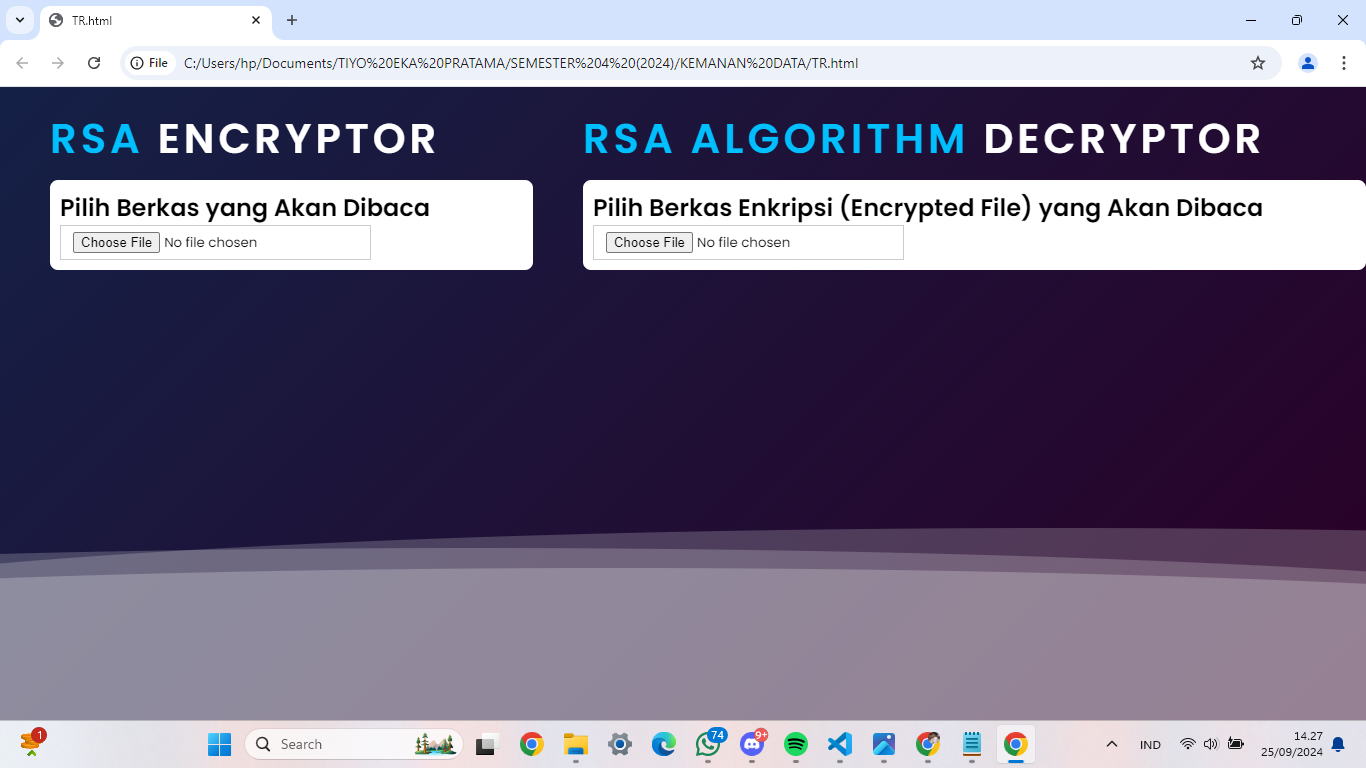 TR.html
File
C:/Users/hp/Documents/TIYO%20EKA%20PRATAMA/SEMESTER%204%20(2024)/KEMANAN%20DATA/TR.html
RSA ENCRYPTOR
Pilih Berkas yang Akan Dibaca
Choose File No file chosen
RSA ALGORITHM DECRYPTOR
Pilih Berkas Enkripsi (Encrypted File) yang Akan Dibaca
Choose File No file chosen
1
Search
74
9+
IND
14.27
25/09/2024